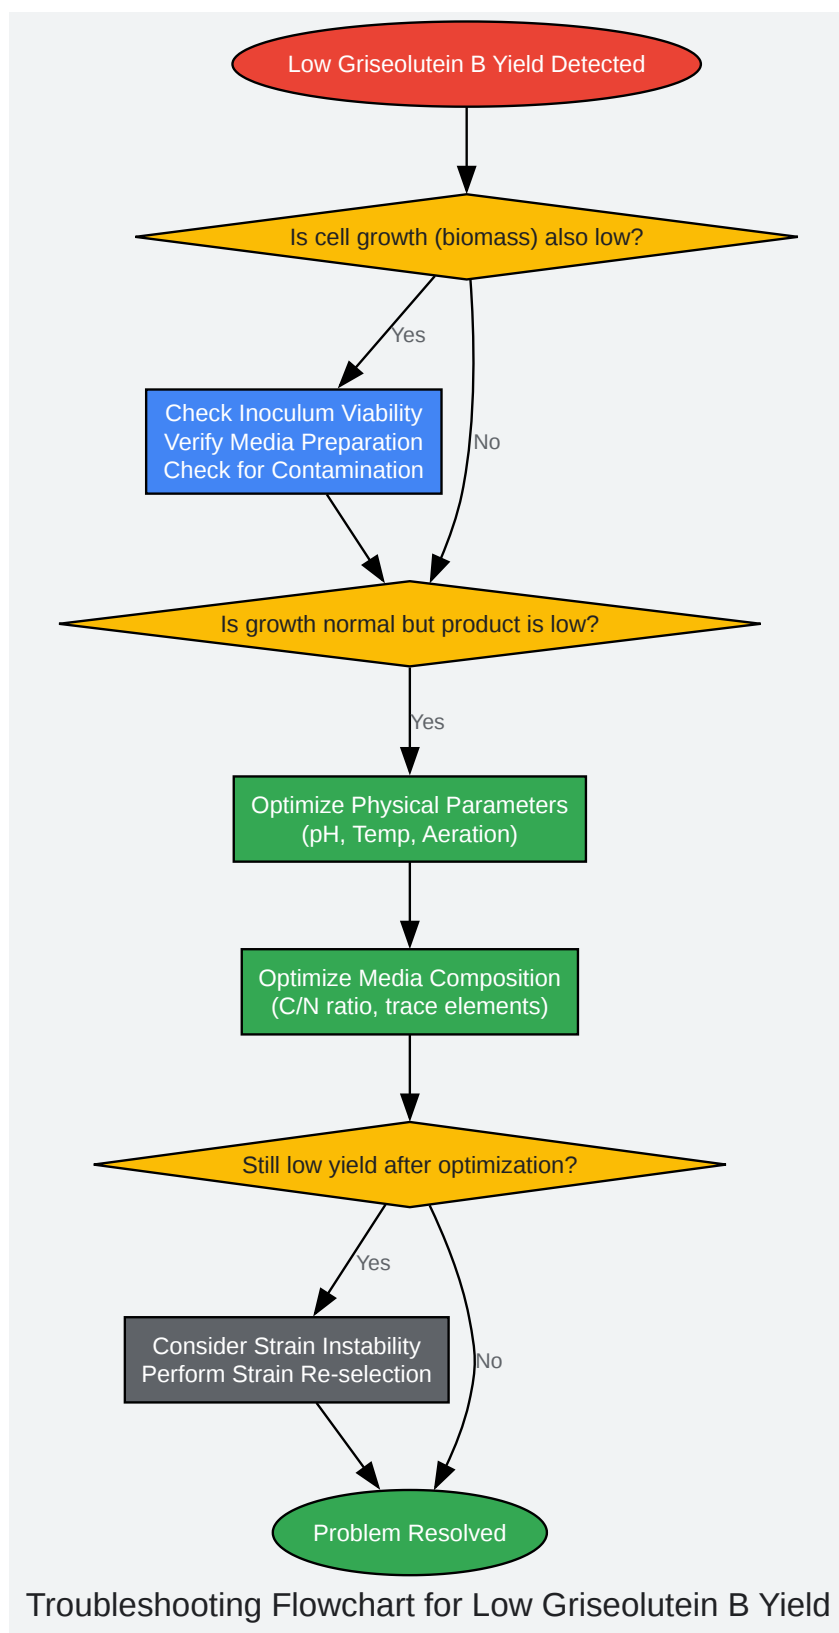 Low Griseolutein B Yield Detected
Is cell growth (biomass) also low?
Yes
Check Inoculum Viability
Verify Media Preparation
Check for Contamination
No
Is growth normal but product is low?
Yes
Optimize Physical Parameters
(pH, Temp, Aeration)
Optimize Media Composition
(C/N ratio, trace elements)
Still low yield after optimization?
Yes
Consider Strain Instability
Perform Strain Re-selection
No
Problem Resolved
Troubleshooting Flowchart for Low Griseolutein B Yield